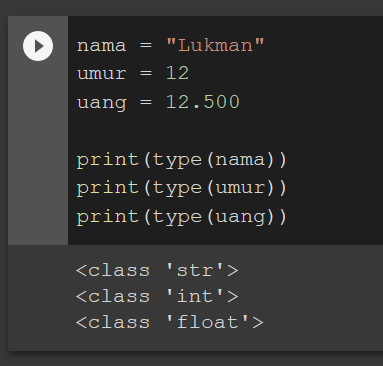 nama = "Lukman"
umur = 12
uang = 12.500
print(type(nama))
print(type(umur))
print(type(uang))
<class 'str'>
<class 'int'>
<class 'float'>